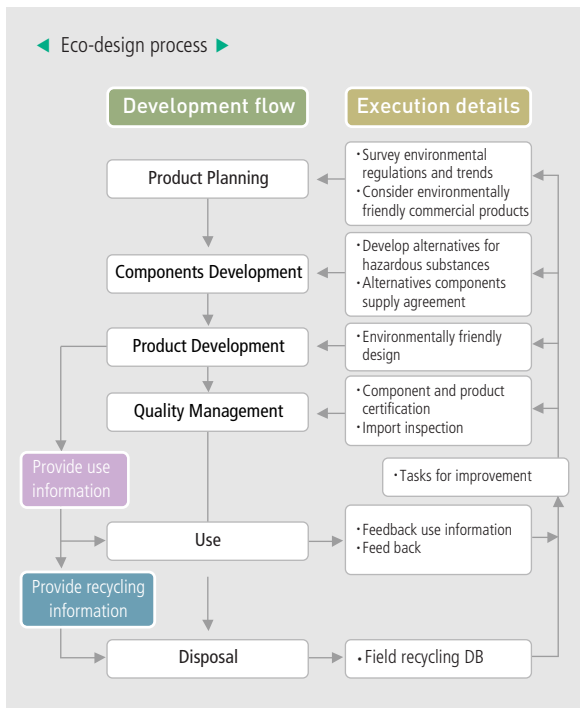 ◀ Eco-design process ▶
Development flow
Execution details
Product Planning
・Survey environmental
regulations and trends
・Consider environmentally
friendly commercial products
Components Development
・Develop alternatives for
hazardous substances
・Alternatives components
supply agreement
Product Development
・Environmentally friendly
design
Quality Management
・Component and product
certification
・Import inspection
Provide use
information
・Tasks for improvement
Use
・Feedback use information
・Feed back
Provide recycling
information
Disposal
・Field recycling DB